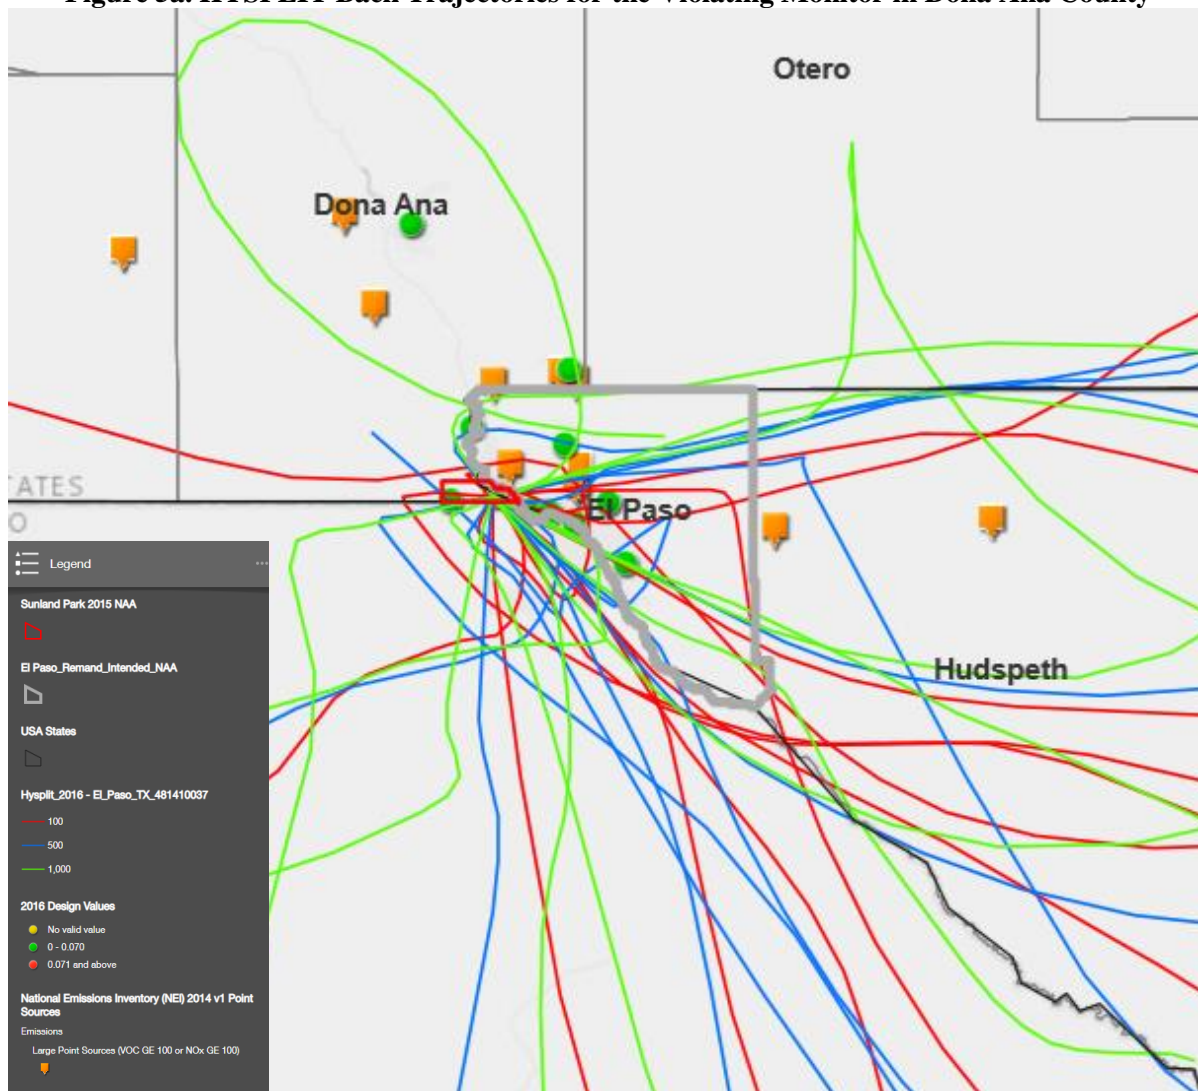 Figure 3a: HYSPLIT Back Trajectories for the Violating Monitor in Dona Ana County
Otero
Dona Ana
El Paso
Hudspeth
Legend
Sunland Park 2015 NAA
El Paso_Remand_Intended_NAA
USA States
Hysplit_2016 - El_Paso_TX_481410037
100
500
1,000
2016 Design Values
No valid value
0 - 0.070
0.071 and above
National Emissions Inventory (NEI) 2014 v1 Point
Sources
Emissions
Large Point Sources (VOC GE 100 or NOx GE 100)